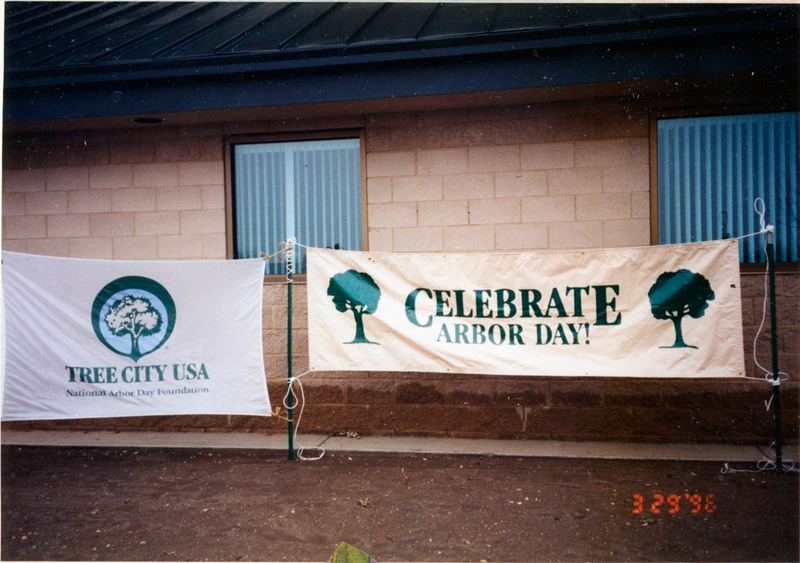 TREE CITY USA
National Arbor Day Foundation
CELEBRATE
ARBOR DAY!
3 29 '96